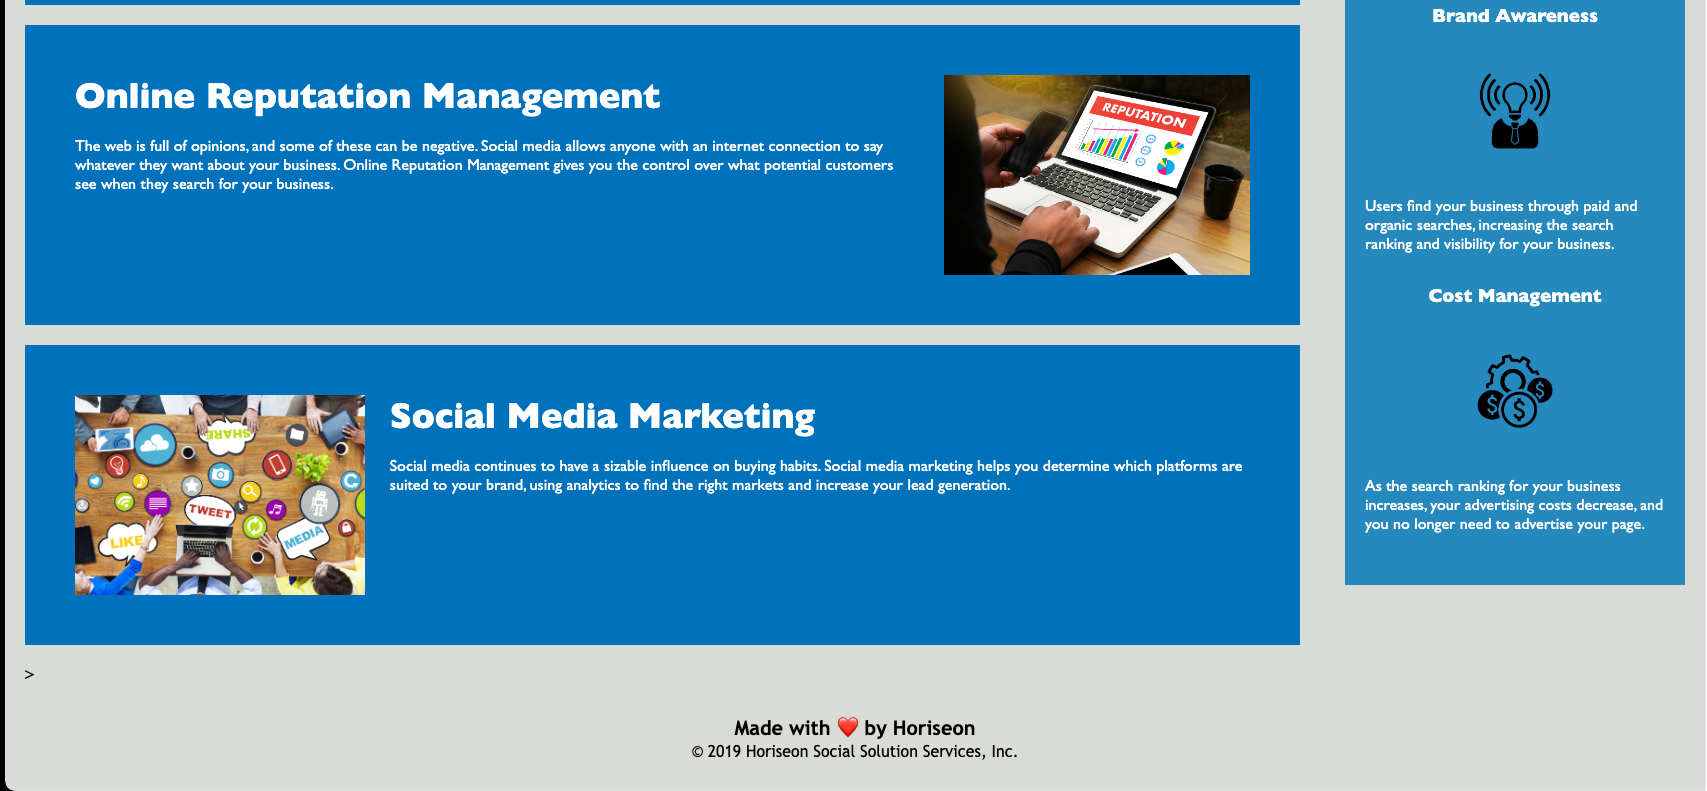 Online Reputation Management
The web is full of opinions, and some of these can be negative. Social media allows anyone with an internet connection to say
whatever they want about your business. Online Reputation Management gives you the control over what potential customers
see when they search for your business.
REPUTATION
SHARE
TWEET
LIKE
MEDIA
Social Media Marketing
Social media continues to have a sizable influence on buying habits. Social media marketing helps you determine which platforms are
suited to your brand, using analytics to find the right markets and increase your lead generation.
>
Brand Awareness
Users find your business through paid and
organic searches, increasing the search
ranking and visibility for your business.
Cost Management
$
$
$
As the search ranking for your business
increases, your advertising costs decrease, and
you no longer need to advertise your page.
Made with ❤️ by Horiseon
© 2019 Horiseon Social Solution Services, Inc.